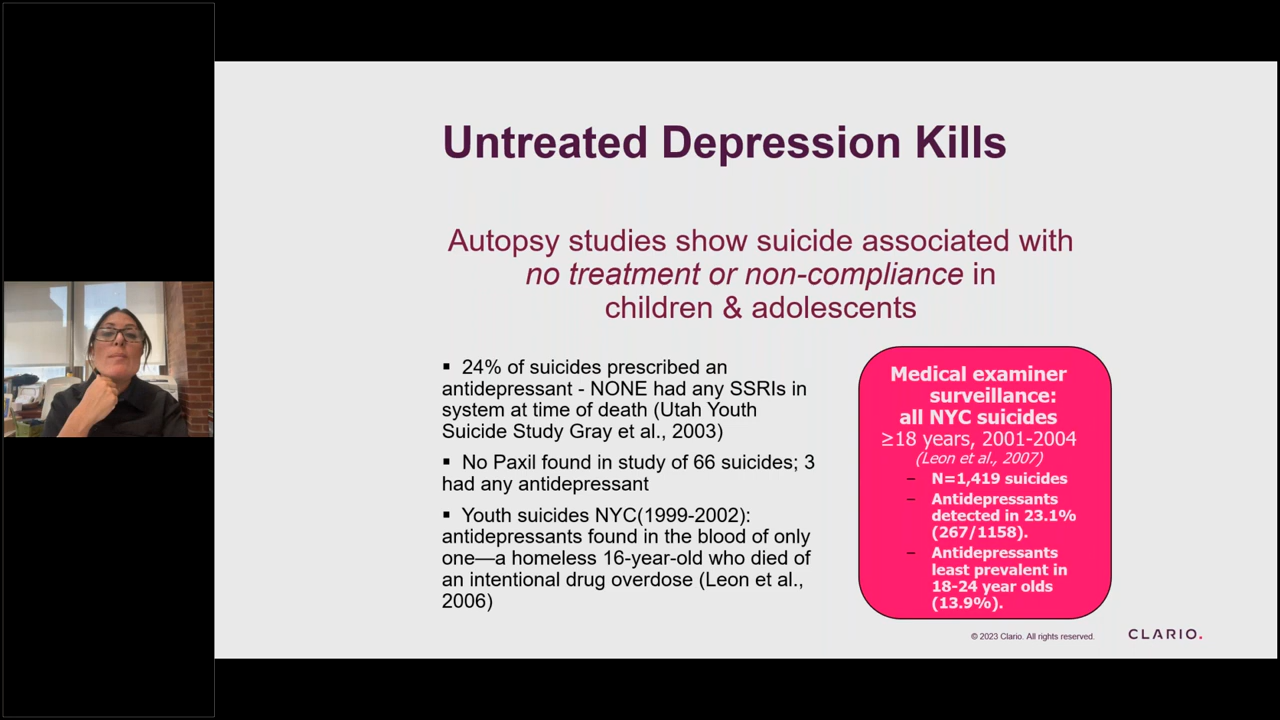 Untreated Depression Kills
Autopsy studies show suicide associated with
no treatment or non-compliance in
children & adolescents
▪ 24% of suicides prescribed an
antidepressant - NONE had any SSRIs in
system at time of death (Utah Youth
Suicide Study Gray et al., 2003)
▪ No Paxil found in study of 66 suicides; 3
had any antidepressant
▪ Youth suicides NYC(1999-2002):
antidepressants found in the blood of only
one—a homeless 16-year-old who died of
an intentional drug overdose (Leon et al.,
2006)
Medical examiner
surveillance:
all NYC suicides
≥18 years, 2001-2004
(Leon et al., 2007)
– N=1,419 suicides
– Antidepressants
detected in 23.1%
(267/1158).
– Antidepressants
least prevalent in
18-24 year olds
(13.9%).
© 2023 Clario. All rights reserved.
CLARIO.